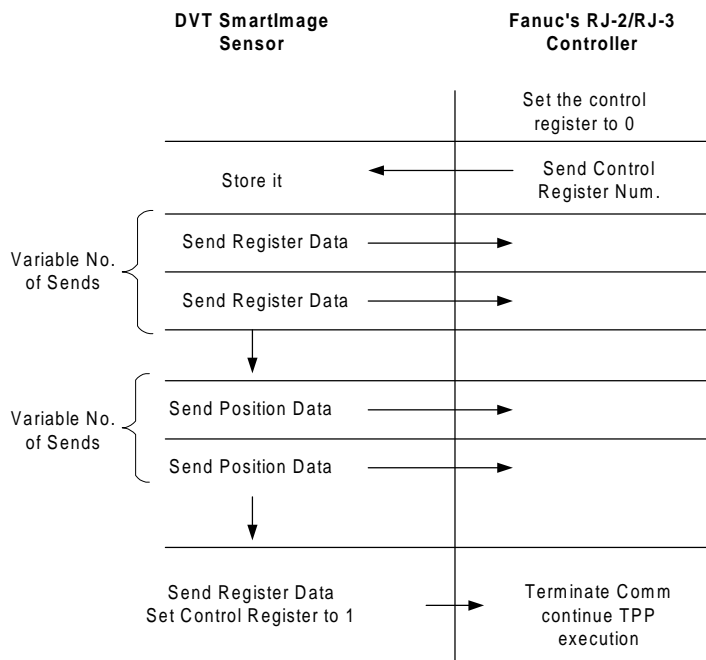 DVT SmartImage
Sensor
Fanuc's RJ-2/RJ-3
Controller
Set the control
register to 0
Store it
Send Control
Register Num.
Variable No.
of Sends
Send Register Data
Send Register Data
Variable No.
of Sends
Send Position Data
Send Position Data
Send Register Data
Set Control Register to 1
Terminate Comm
continue TPP
execution